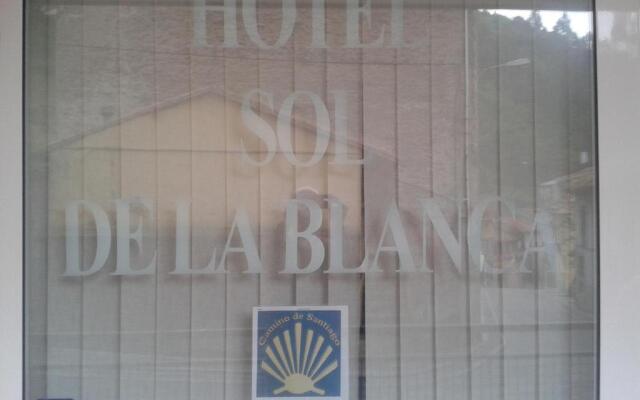 HOTEL
SOL
DE LA BLANCA
Camino de Santiago